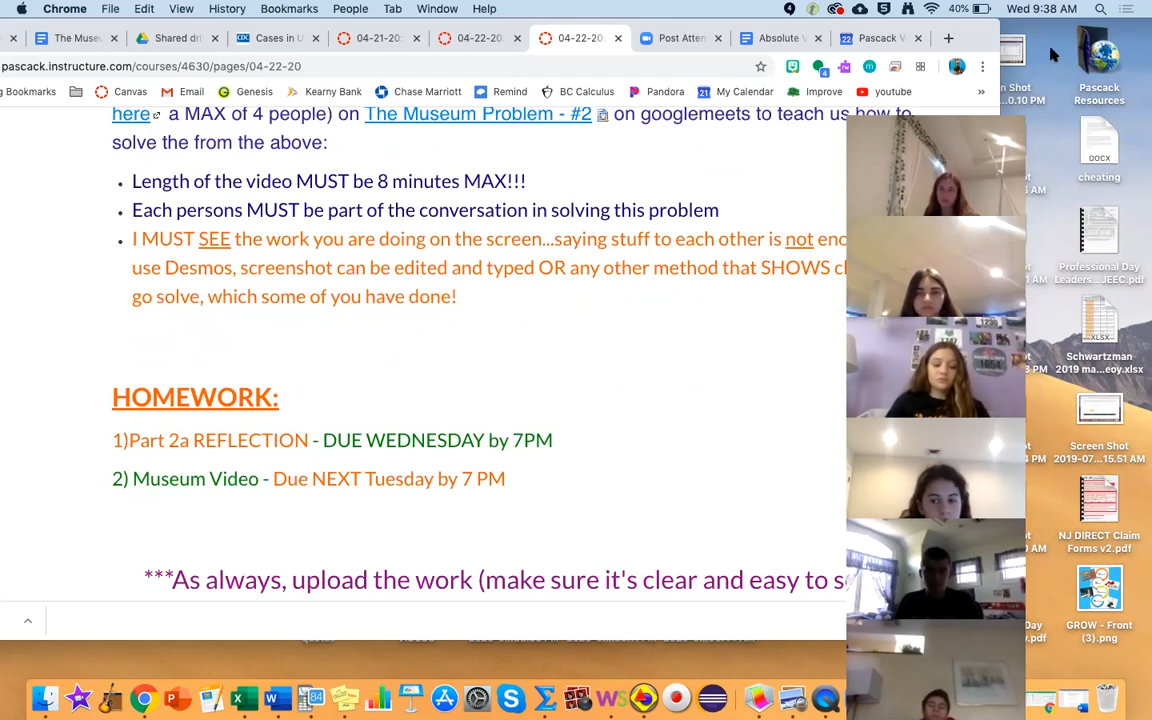 Chrome File Edit View History Bookmarks People Tab Window Help 40% Wed 9:38 AM
The Muse Shared dri Cases in U 04-21-20 04-22-20 04-22-20 Post Atten Absolute V Pascack V
pascack.instructure.com/courses/4630/pages/04-22-20
g Bookmarks Canvas Email Genesis Kearny Bank Chase Marriott Remind BC Calculus Pandora My Calendar Improve youtube »
here a MAX of 4 people) on The Museum Problem - #2 on googlemeets to teach us how to
solve the from the above:
• Length of the video MUST be 8 minutes MAX!!!
• Each persons MUST be part of the conversation in solving this problem
• I MUST SEE the work you are doing on the screen...saying stuff to each other is not eno
use Desmos, screenshot can be edited and typed OR any other method that SHOWS cl
go solve, which some of you have done!
HOMEWORK:
1)Part 2a REFLECTION - DUE WEDNESDAY by 7PM
2) Museum Video - Due NEXT Tuesday by 7 PM
***As always, upload the work (make sure it's clear and easy to s
n Shot
0.10 PM
Pascack
Resources
DOCX
cheating
Professional Day
Leaders...JEEC.pdf
XLSX
Schwartzman
2019 ma...eoy.xlsx
Screen Shot
2019-07...15.51 AM
NJ DIRECT Claim
Forms v2.pdf
GROW - Front
(3).png